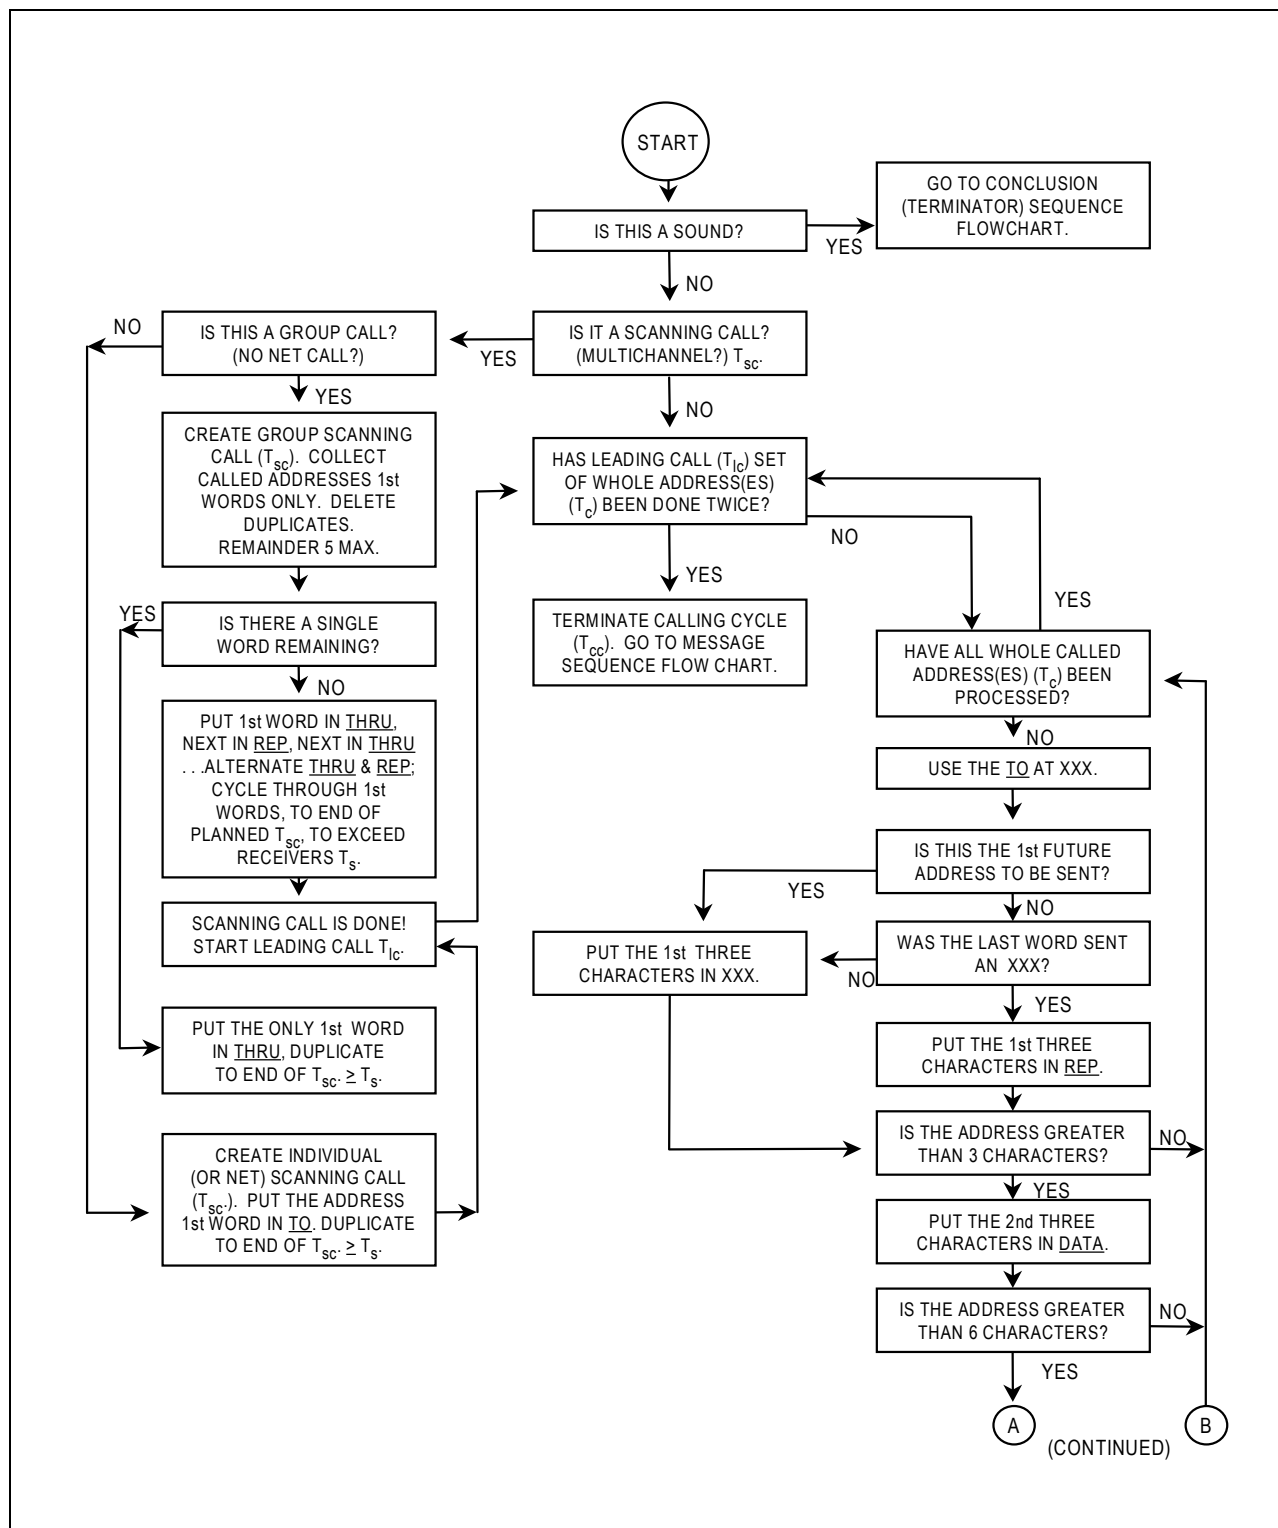 START
IS THIS A SOUND?
YES
GO TO CONCLUSION
(TERMINATOR) SEQUENCE
FLOWCHART.
NO
IS IT A SCANNING CALL?
(MULTICHANNEL?) Tsc.
YES
IS THIS A GROUP CALL?
(NO NET CALL?)
NO
YES
CREATE GROUP SCANNING
CALL (Tsc). COLLECT
CALLED ADDRESSES 1st
WORDS ONLY. DELETE
DUPLICATES.
REMAINDER 5 MAX.
IS THERE A SINGLE
WORD REMAINING?
YES
NO
PUT 1st WORD IN THRU,
NEXT IN REP, NEXT IN THRU
. . .ALTERNATE THRU & REP;
CYCLE THROUGH 1st
WORDS, TO END OF
PLANNED Tsc, TO EXCEED
RECEIVERS Ts.
SCANNING CALL IS DONE!
START LEADING CALL Tlc.
PUT THE ONLY 1st WORD
IN THRU, DUPLICATE
TO END OF Tsc. ≥ Ts.
CREATE INDIVIDUAL
(OR NET) SCANNING CALL
(Tsc.). PUT THE ADDRESS
1st WORD IN TO. DUPLICATE
TO END OF Tsc. ≥ Ts.
NO
HAS LEADING CALL (Tlc) SET
OF WHOLE ADDRESS(ES)
(Tc) BEEN DONE TWICE?
NO
YES
TERMINATE CALLING CYCLE
(Tcc). GO TO MESSAGE
SEQUENCE FLOW CHART.
YES
HAVE ALL WHOLE CALLED
ADDRESS(ES) (Tc) BEEN
PROCESSED?
NO
USE THE TO AT XXX.
IS THIS THE 1st FUTURE
ADDRESS TO BE SENT?
YES
NO
WAS THE LAST WORD SENT
AN XXX?
NO
PUT THE 1st THREE
CHARACTERS IN XXX.
YES
PUT THE 1st THREE
CHARACTERS IN REP.
IS THE ADDRESS GREATER
THAN 3 CHARACTERS?
NO
YES
PUT THE 2nd THREE
CHARACTERS IN DATA.
IS THE ADDRESS GREATER
THAN 6 CHARACTERS?
NO
YES
A
(CONTINUED)
B